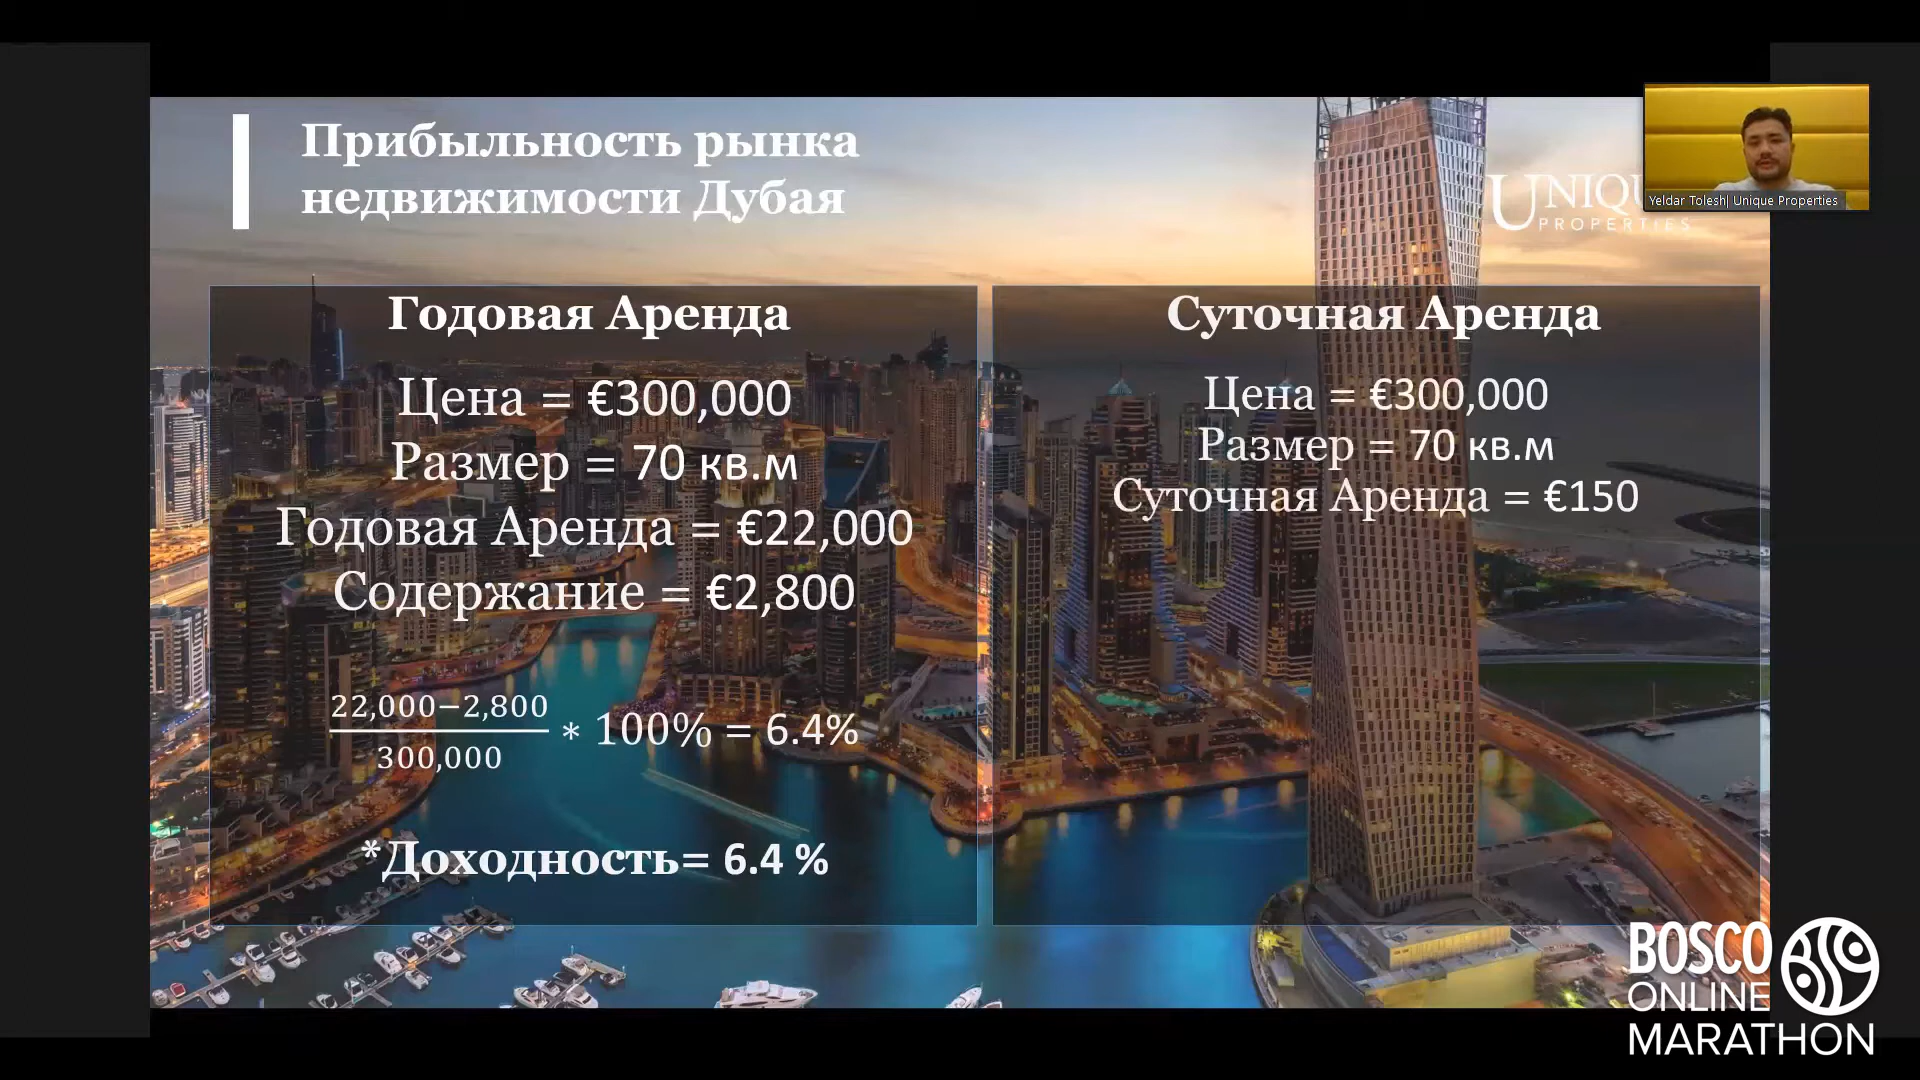 Прибыльность рынка
недвижимости Дубая
UNIQU
PROPERTIES
Yeldar Tolesh| Unique Properties
Годовая Аренда
Цена = €300,000
Размер = 70 кв.м
Годовая Аренда = €22,000
Содержание = €2,800
22,000−2,800
300,000
∗ 100% = 6.4%
*Доходность= 6.4 %
Суточная Аренда
Цена = €300,000
Размер = 70 кв.м
Суточная Аренда = €150
BOSCO
ONLINE
MARATHON